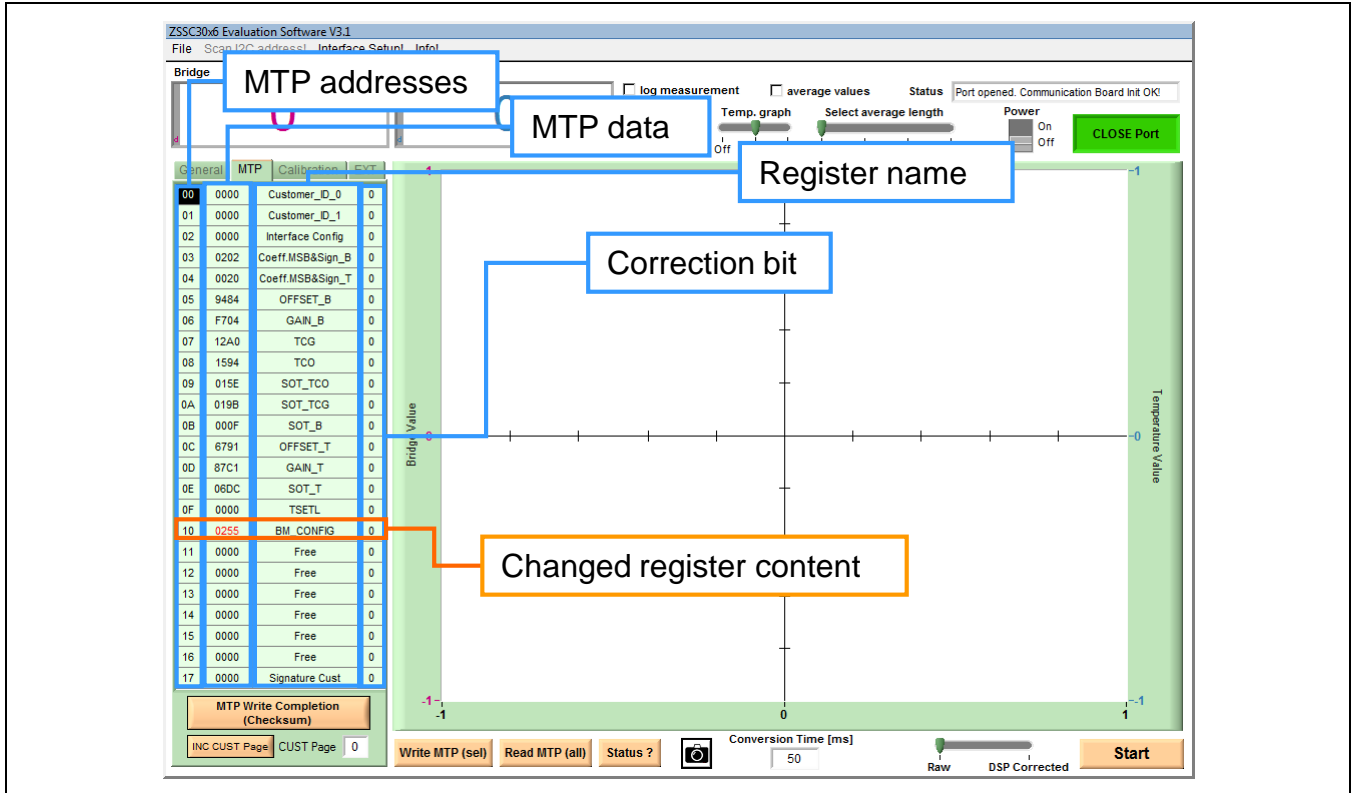 ZSSC30x6 Evaluation Software V3.1
File Scan I2C address! Interface Setup! Info!
Bridge
MTP addresses
log measurement
average values
Status
Port opened. Communication Board Init OK!
0
MTP data
Temp. graph
Select average length
Power
Off
On
Off
CLOSE Port
Register name
General MTP Calibration EXT
00 0000 Customer_ID_0 0
01 0000 Customer_ID_1 0
02 0000 Interface Config 0
03 0202 Coeff.MSB&Sign_B 0
04 0020 Coeff.MSB&Sign_T 0
05 9484 OFFSET_B 0
06 F704 GAIN_B 0
07 12A0 TCG 0
08 1594 TCO 0
09 015E SOT_TCO 0
0A 019B SOT_TCG 0
0B 000F SOT_B 0
0C 6791 OFFSET_T 0
0D 87C1 GAIN_T 0
0E 06DC SOT_T 0
0F 0000 TSETL 0
10 0255 BM_CONFIG 0
11 0000 Free 0
12 0000 Free 0
13 0000 Free 0
14 0000 Free 0
15 0000 Free 0
16 0000 Free 0
17 0000 Signature Cust 0
Correction bit
Changed register content
1
-1
Bridge Value
0
-0
Temperature Value
-1
-1
-1
0
1
MTP Write Completion
(Checksum)
INC CUST Page CUST Page 0
Write MTP (sel) Read MTP (all) Status ?
Conversion Time [ms]
50
Raw DSP Corrected
Start